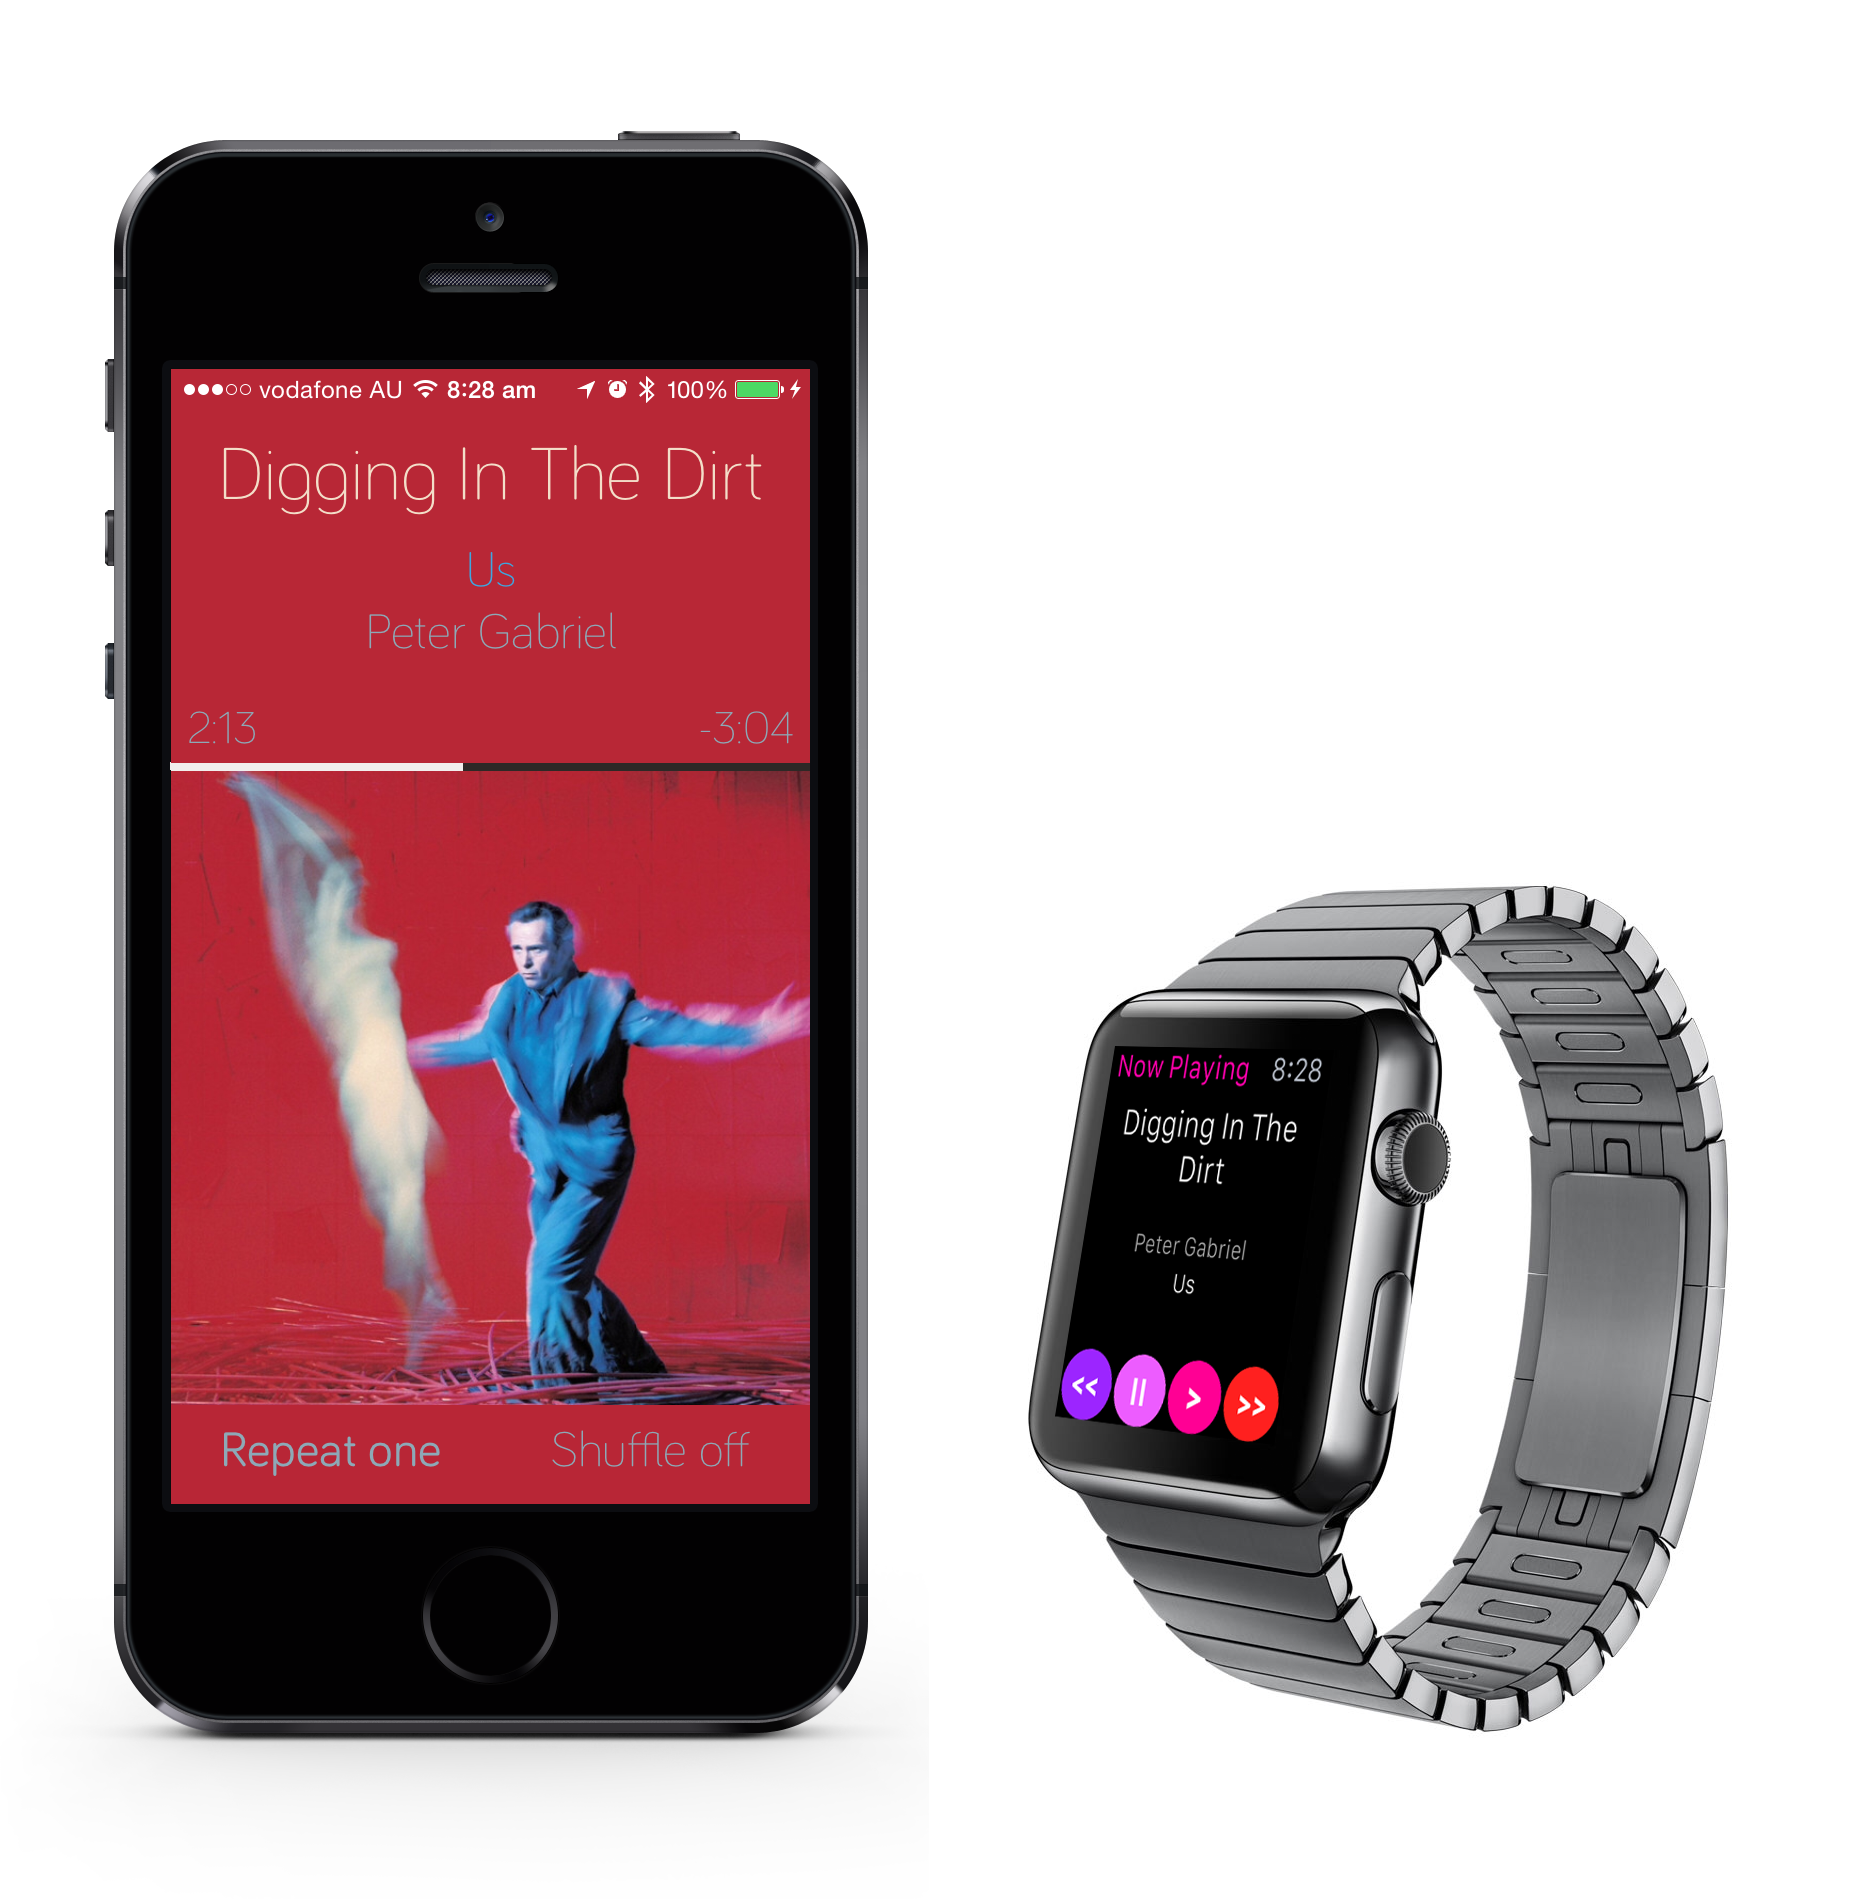 vodafone AU 8:28 am 100%
Digging In The Dirt
Us
Peter Gabriel
2:13 -3:04
Repeat one Shuffle off
Now Playing 8:28
Digging In The
Dirt
Peter Gabriel
Us
<< || > >>